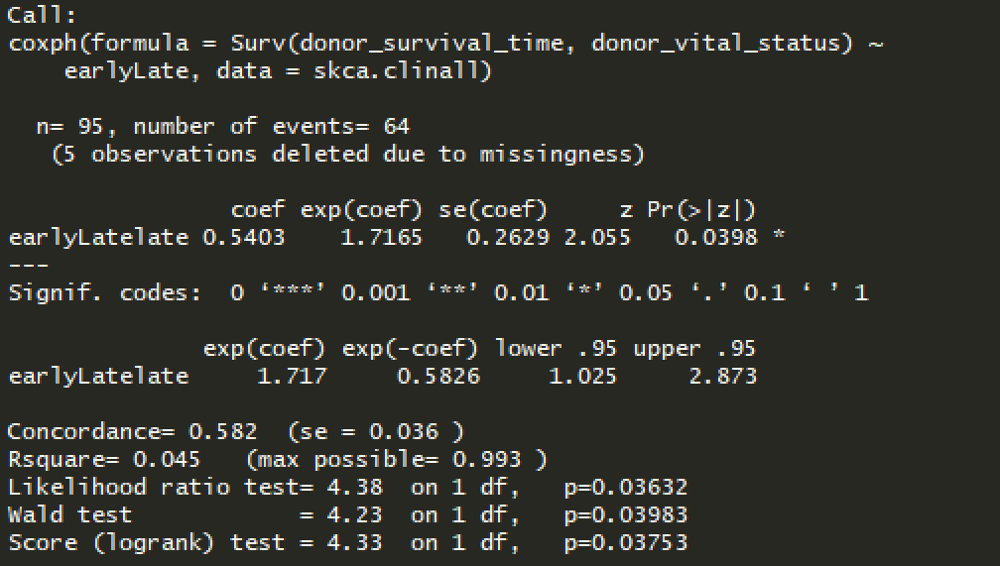 Call:
coxph(formula = Surv(donor_survival_time, donor_vital_status) ~
    earlyLate, data = skca.clinall)

  n= 95, number of events= 64
   (5 observations deleted due to missingness)

                coef exp(coef) se(coef)     z Pr(>|z|)
earlyLatelate 0.5403    1.7165   0.2629 2.055   0.0398 *
---
Signif. codes:  0 ‘***’ 0.001 ‘**’ 0.01 ‘*’ 0.05 ‘.’ 0.1 ‘ ’ 1

              exp(coef) exp(-coef) lower .95 upper .95
earlyLatelate     1.717     0.5826     1.025     2.873

Concordance= 0.582  (se = 0.036 )
Rsquare= 0.045   (max possible= 0.993 )
Likelihood ratio test= 4.38  on 1 df,   p=0.03632
Wald test            = 4.23  on 1 df,   p=0.03983
Score (logrank) test = 4.33  on 1 df,   p=0.03753